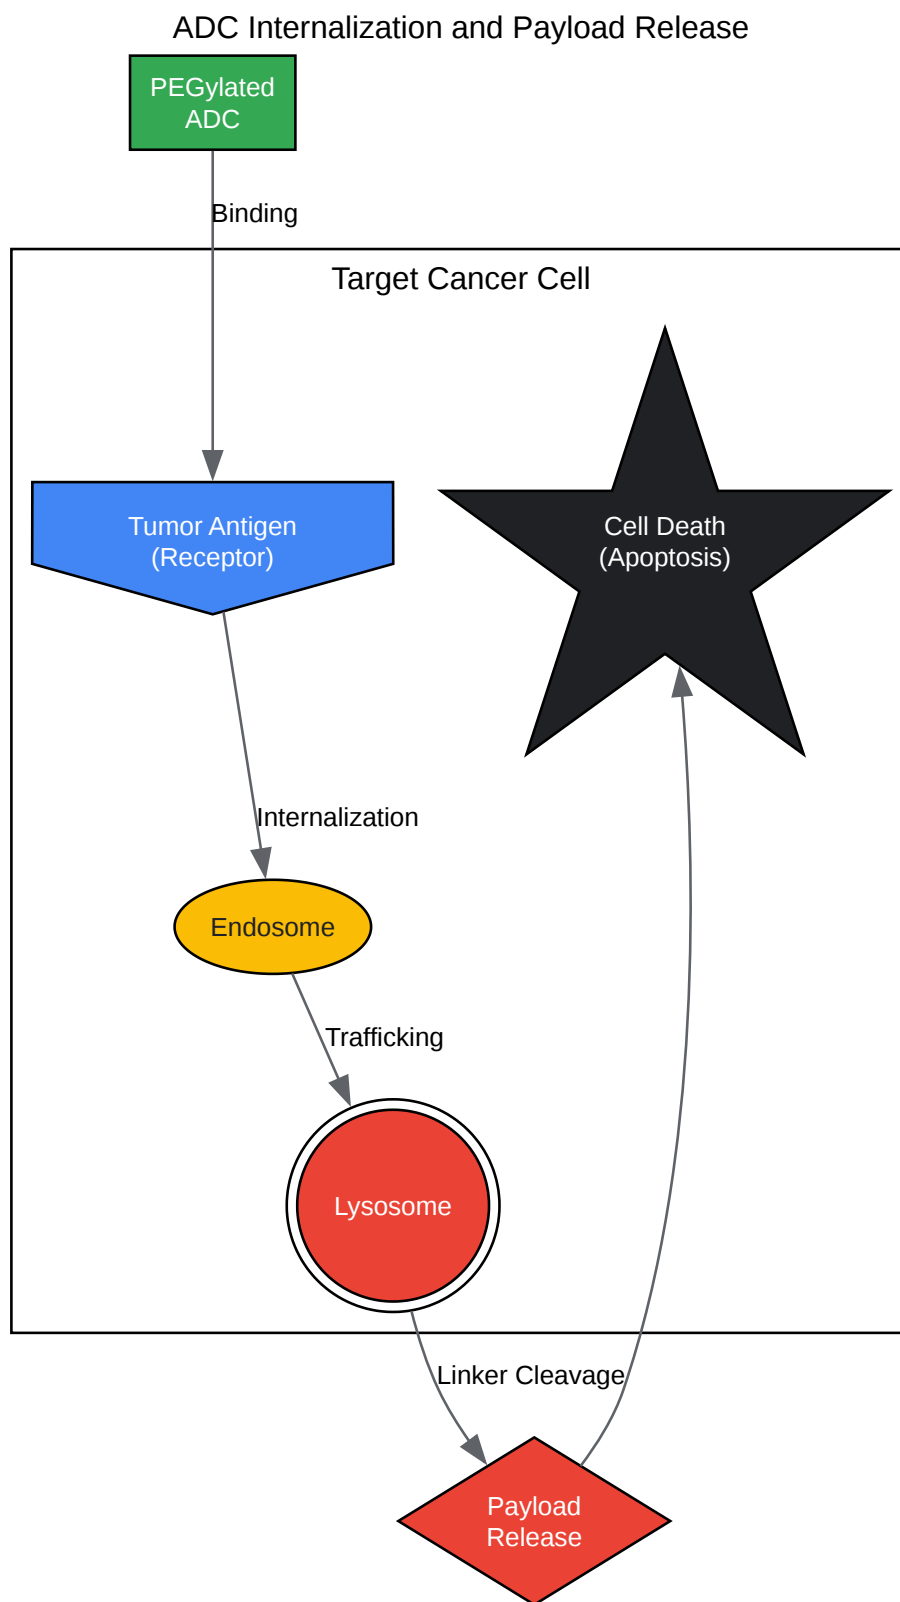 ADC Internalization and Payload Release
PEGylated
ADC
Binding
Target Cancer Cell
Tumor Antigen
(Receptor)
Cell Death
(Apoptosis)
Internalization
Endosome
Trafficking
Lysosome
Linker Cleavage
Payload
Release